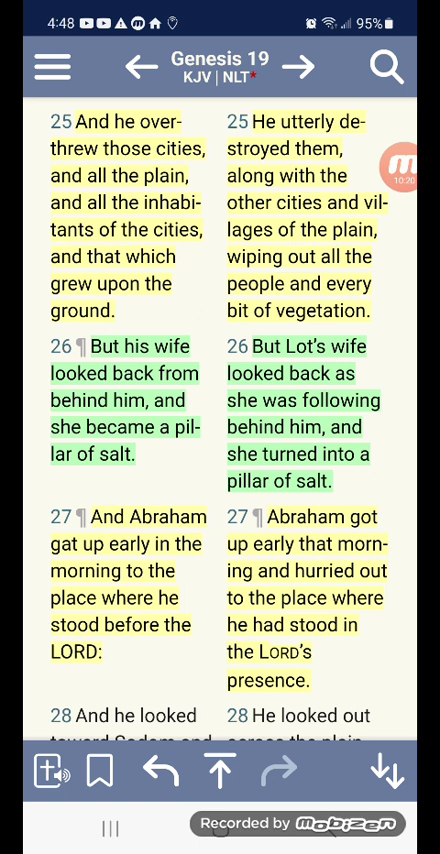 4:48
95%
Genesis 19
KJV | NLT*
25 And he over-
threw those cities,
and all the plain,
and all the inhabi-
tants of the cities,
and that which
grew upon the
ground.
25 He utterly de-
stroyed them,
along with the
other cities and vil-
lages of the plain,
wiping out all the
people and every
bit of vegetation.
10:20
26 ¶ But his wife
looked back from
behind him, and
she became a pil-
lar of salt.
26 But Lot's wife
looked back as
she was following
behind him, and
she turned into a
pillar of salt.
27 ¶ And Abraham
gat up early in the
morning to the
place where he
stood before the
LORD:
27 ¶ Abraham got
up early that morn-
ing and hurried out
to the place where
he had stood in
the LORD's
presence.
28 And he looked
toward Sodom and
28 He looked out
across the plain
Recorded by mobizen